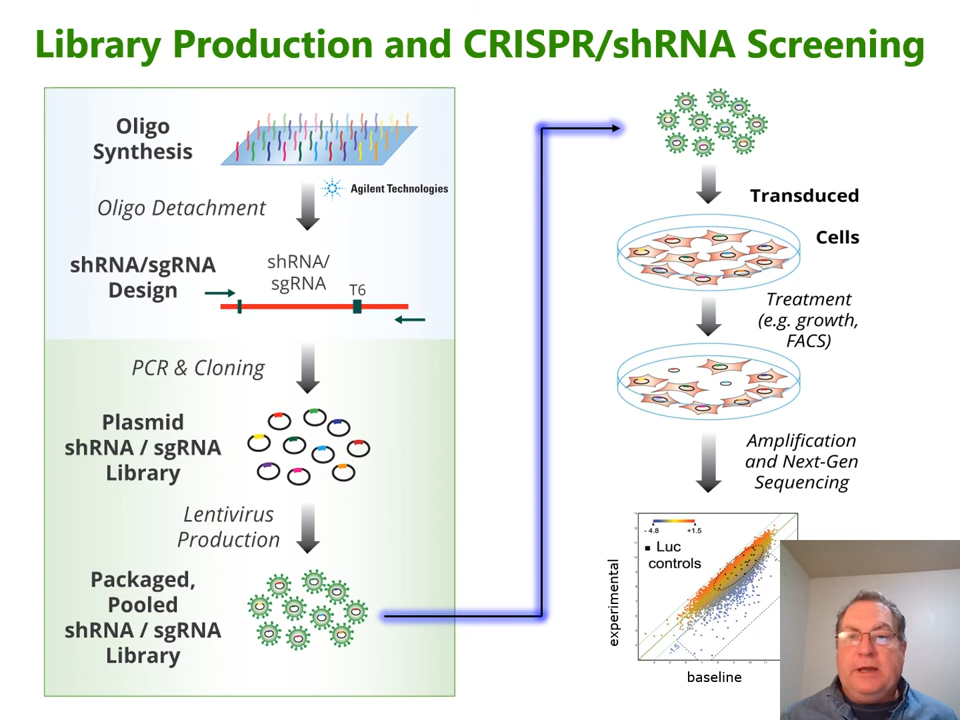 Library Production and CRISPR/shRNA Screening
Oligo
Synthesis
Agilent Technologies
Oligo Detachment
shRNA/sgRNA
Design
shRNA/
sgRNA
T6
PCR & Cloning
Plasmid
shRNA / sgRNA
Library
Lentivirus
Production
Packaged,
Pooled
shRNA / sgRNA
Library
Transduced
Cells
Treatment
(e.g. growth,
FACS)
Amplification
and Next-Gen
Sequencing
- 4.8
+1.5
Luc
controls
experimental
baseline